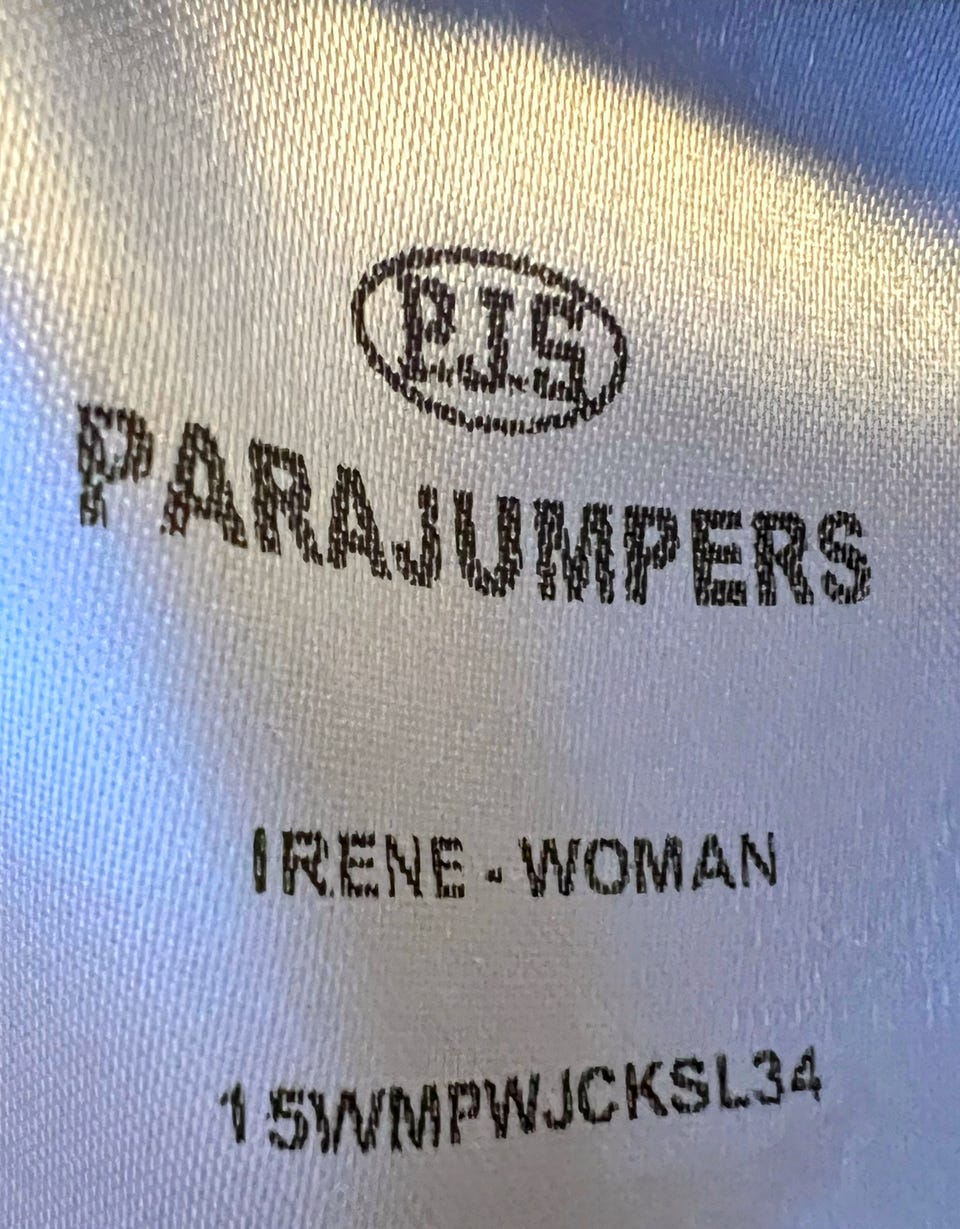 PJS
PARAJUMPERS
IRENE - WOMAN
15WMPWJCKSL34